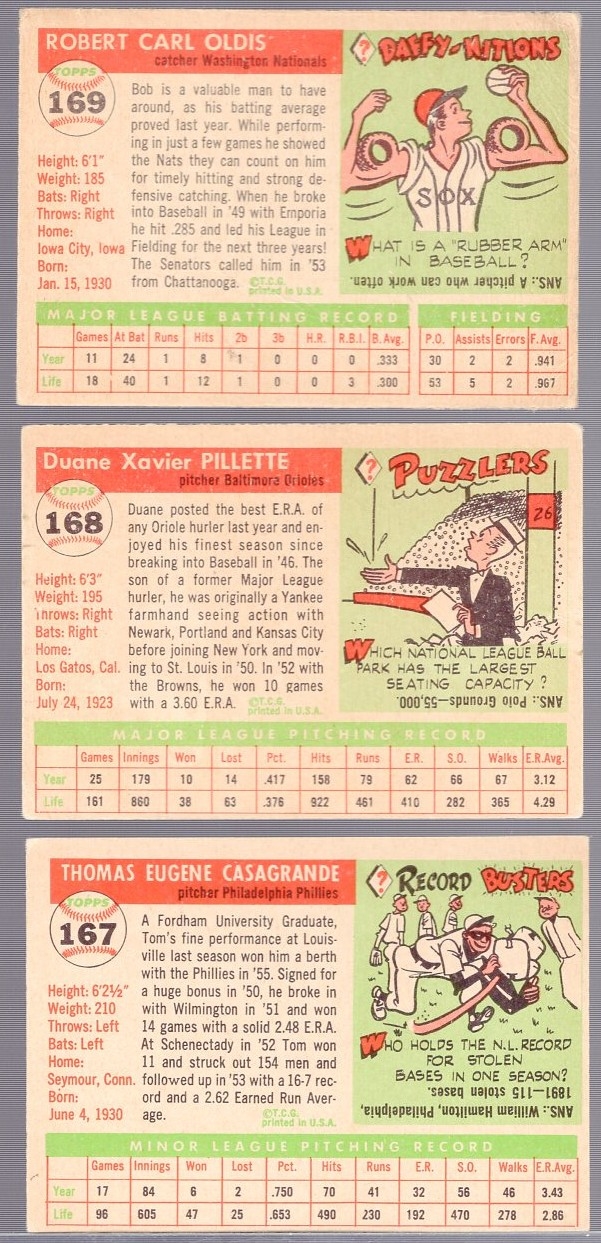 ROBERT CARL OLDIS
catcher Washington Nationals
TOPPS
169
Height: 6'1"
Weight: 185
Bats: Right
Throws: Right
Home:
Iowa City, Iowa
Born:
Jan. 15, 1930
Bob is a valuable man to have
around, as his batting average
proved last year. While perform-
ing in just a few games he showed
the Nats they can count on him
for timely hitting and strong de-
fensive catching. When he broke
into Baseball in '49 with Emporia
he hit .285 and led his League in
Fielding for the next three years!
The Senators called him in '53
from Chattanooga.
©T.C.G.
printed in U.S.A.
? DAFFY-NITIONS
SOX
WHAT IS A "RUBBER ARM"
IN BASEBALL?
ANS.: A pitcher who can work often.
MAJOR LEAGUE BATTING RECORD FIELDING
Games At Bat Runs Hits 2b 3b H.R. R.B.I. B. Avg. P.O. Assists Errors F. Avg.
Year 11 24 1 8 1 0 0 0 .333 30 2 2 .941
Life 18 40 1 12 1 0 0 3 .300 53 5 2 .967
Duane Xavier PILLETTE
pitcher Baltimore Orioles
TOPPS
168
Height: 6'3"
Weight: 195
Throws: Right
Bats: Right
Home:
Los Gatos, Cal.
Born:
July 24, 1923
Duane posted the best E.R.A. of
any Oriole hurler last year and en-
joyed his finest season since
breaking into Baseball in '46. The
son of a former Major League
hurler, he was originally a Yankee
farmhand seeing action with
Newark, Portland and Kansas City
before joining New York and mov-
ing to St. Louis in '50. In '52 with
the Browns, he won 10 games
with a 3.60 E.R.A.
©T.C.G.
printed in U.S.A.
? PUZZLERS
26
WHICH NATIONAL LEAGUE BALL
PARK HAS THE LARGEST
SEATING CAPACITY?
ANS.: Polo Grounds—55,000.
MAJOR LEAGUE PITCHING RECORD
Games Innings Won Lost Pct. Hits Runs E.R. S.O. Walks E.R.Avg.
Year 25 179 10 14 .417 158 79 62 66 67 3.12
Life 161 860 38 63 .376 922 461 410 282 365 4.29
THOMAS EUGENE CASAGRANDE
pitcher Philadelphia Phillies
TOPPS
167
Height: 6'2½"
Weight: 210
Throws: Left
Bats: Left
Home:
Seymour, Conn.
Born:
June 4, 1930
A Fordham University Graduate,
Tom's fine performance at Louis-
ville last season won him a berth
with the Phillies in '55. Signed for
a huge bonus in '50, he broke in
with Wilmington in '51 and won
14 games with a solid 2.48 E.R.A.
At Schenectady in '52 Tom won
11 and struck out 154 men and
followed up in '53 with a 16-7 rec-
ord and a 2.62 Earned Run Aver-
age.
©T.C.G.
printed in U.S.A.
? RECORD BUSTERS
WHO HOLDS THE N.L. RECORD
FOR STOLEN
BASES IN ONE SEASON?
ANS.: William Hamilton, Philadelphia,
1891—115 stolen bases.
MINOR LEAGUE PITCHING RECORD
Games Innings Won Lost Pct. Hits Runs E.R. S.O. Walks E.R.Avg.
Year 17 84 6 2 .750 70 41 32 56 46 3.43
Life 96 605 47 25 .653 490 230 192 470 278 2.86